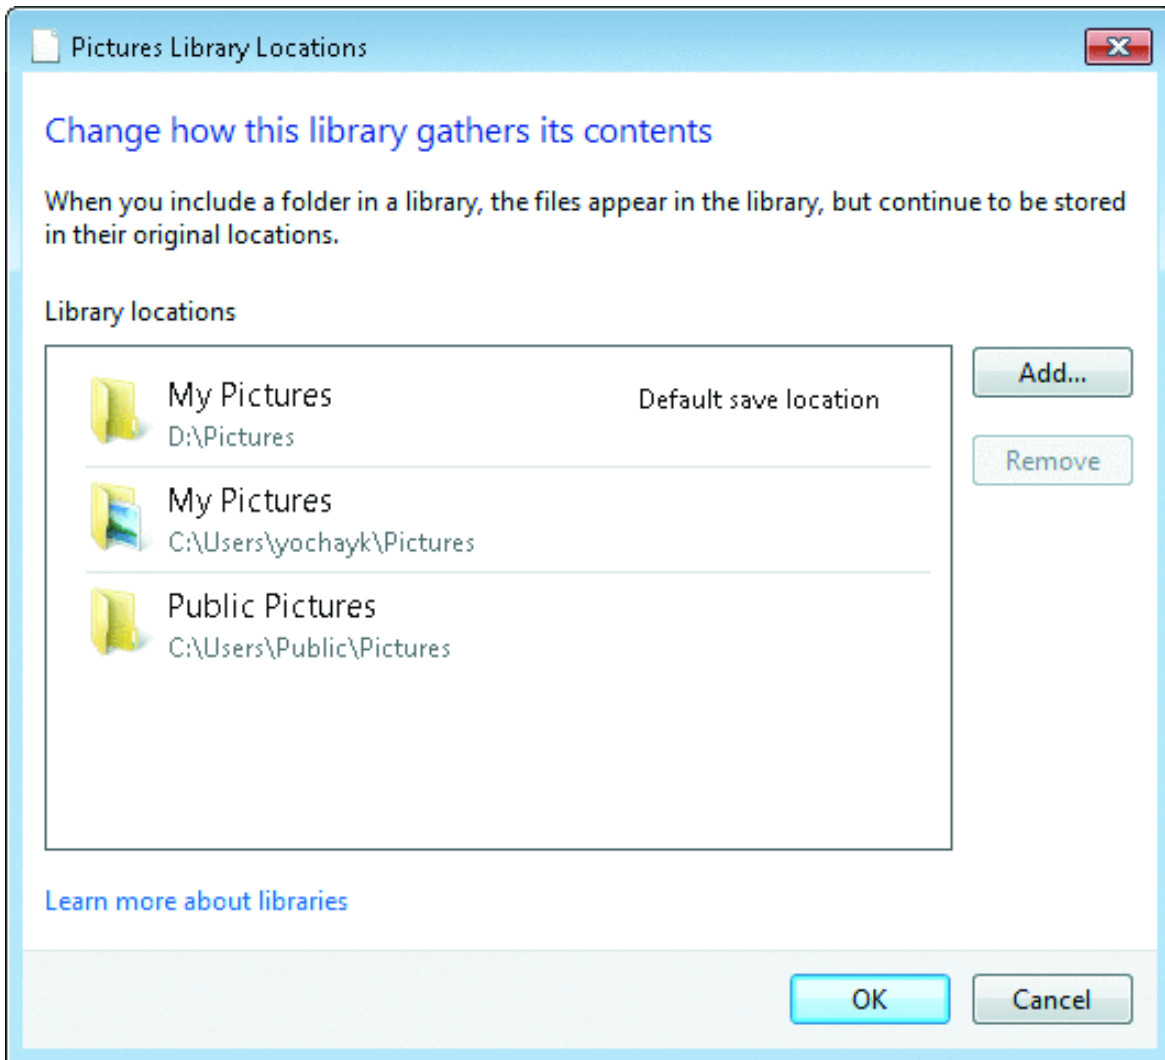 Pictures Library Locations
Change how this library gathers its contents
When you include a folder in a library, the files appear in the library, but continue to be stored
in their original locations.
Library locations
My Pictures
Default save location
D:\Pictures
My Pictures
C:\Users\yochayk\Pictures
Public Pictures
C:\Users\Public\Pictures
Add...
Remove
Learn more about libraries
OK
Cancel